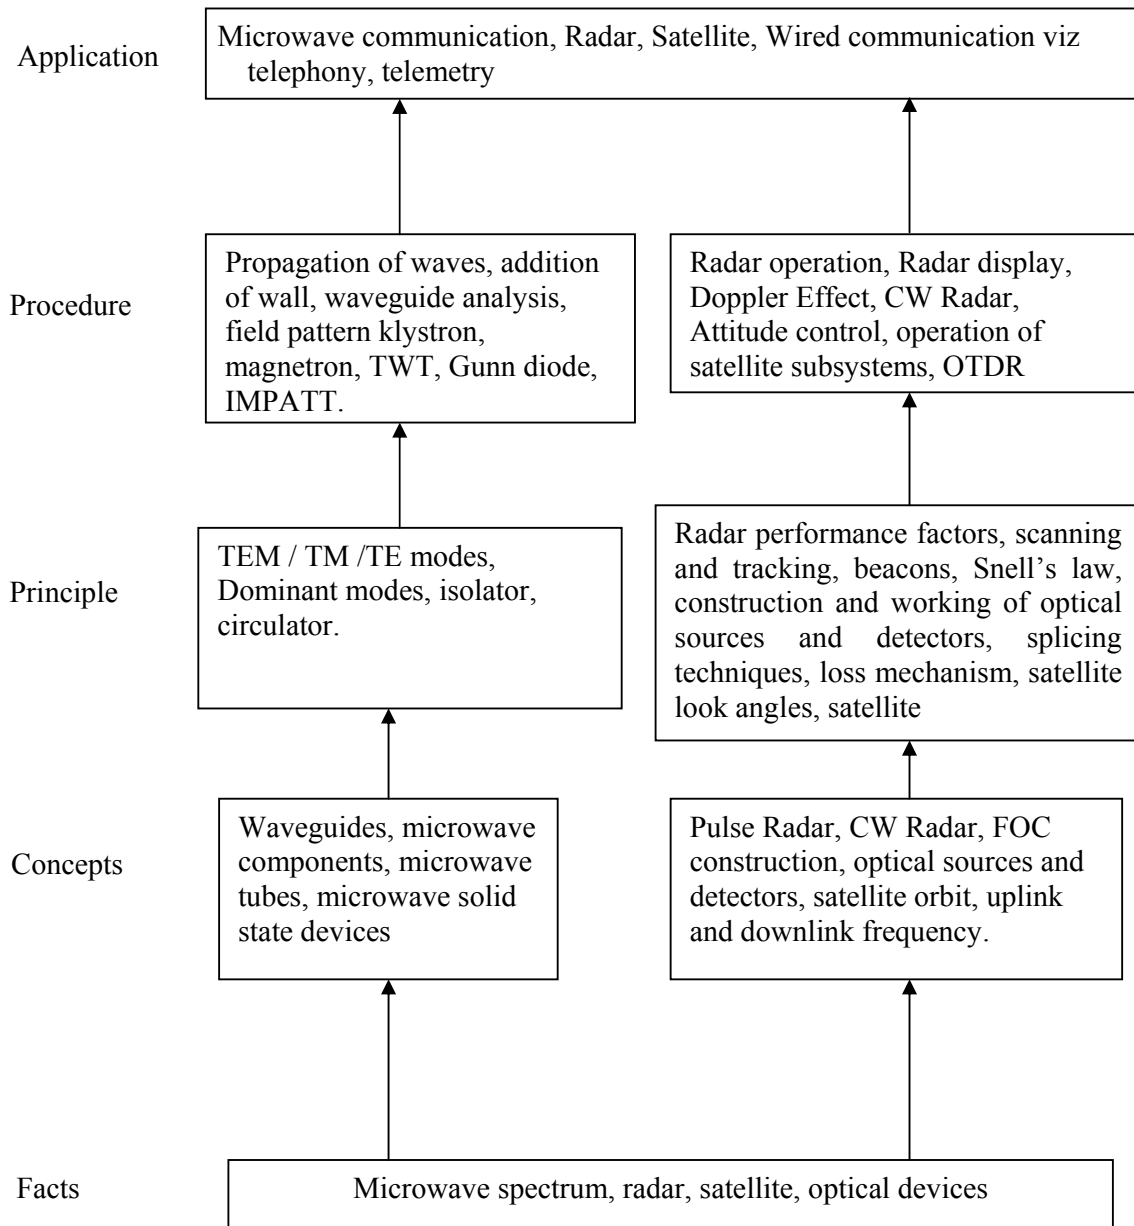 Application
Microwave communication, Radar, Satellite, Wired communication viz
telephony, telemetry
Procedure
Propagation of waves, addition
of wall, waveguide analysis,
field pattern klystron,
magnetron, TWT, Gunn diode,
IMPATT.
Radar operation, Radar display,
Doppler Effect, CW Radar,
Attitude control, operation of
satellite subsystems, OTDR
Principle
TEM / TM /TE modes,
Dominant modes, isolator,
circulator.
Radar performance factors, scanning
and tracking, beacons, Snell’s law,
construction and working of optical
sources and detectors, splicing
techniques, loss mechanism, satellite
look angles, satellite
Concepts
Waveguides, microwave
components, microwave
tubes, microwave solid
state devices
Pulse Radar, CW Radar, FOC
construction, optical sources and
detectors, satellite orbit, uplink
and downlink frequency.
Facts
Microwave spectrum, radar, satellite, optical devices